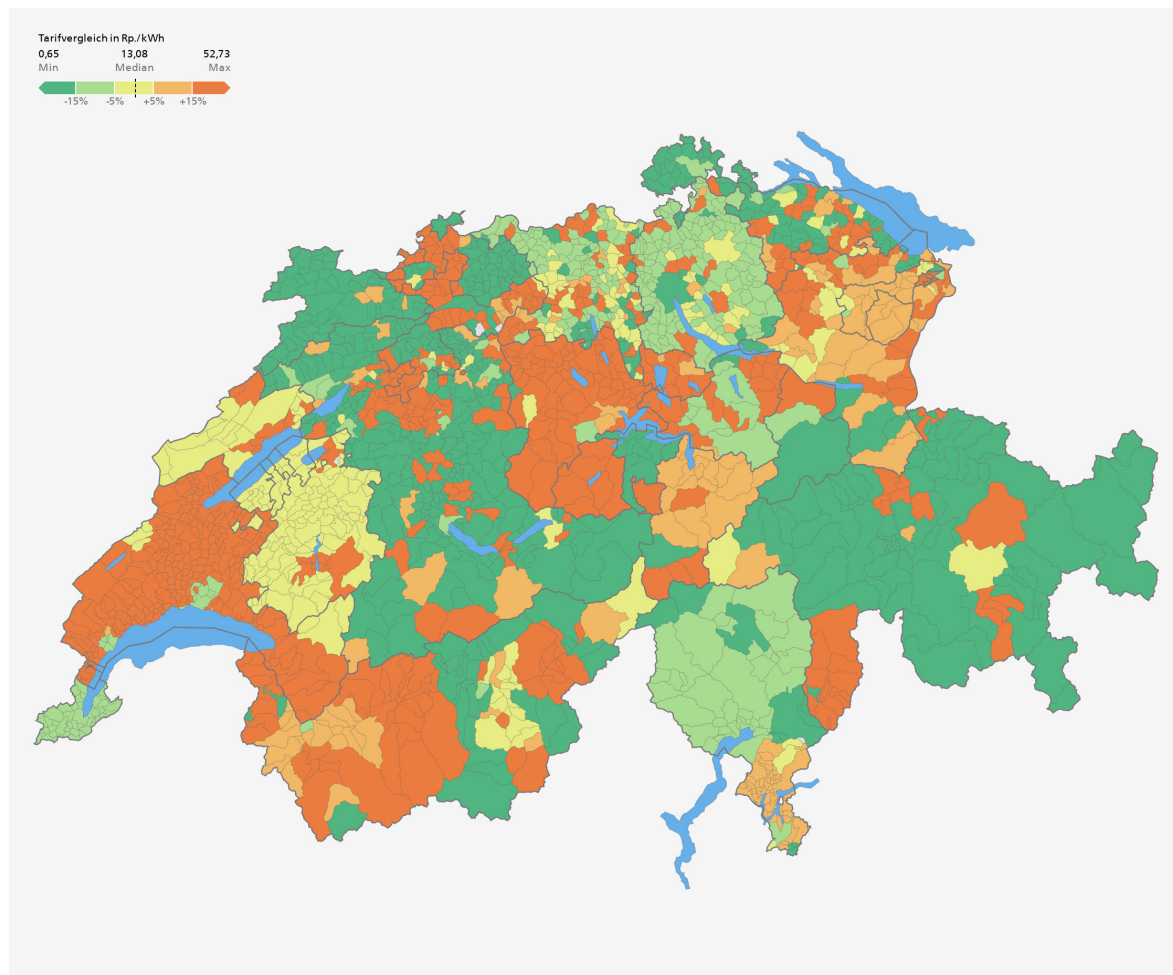 Tarifvergleich in Rp./kWh
0,65 13,08 52,73
Min Median Max
-15% -5% +5% +15%